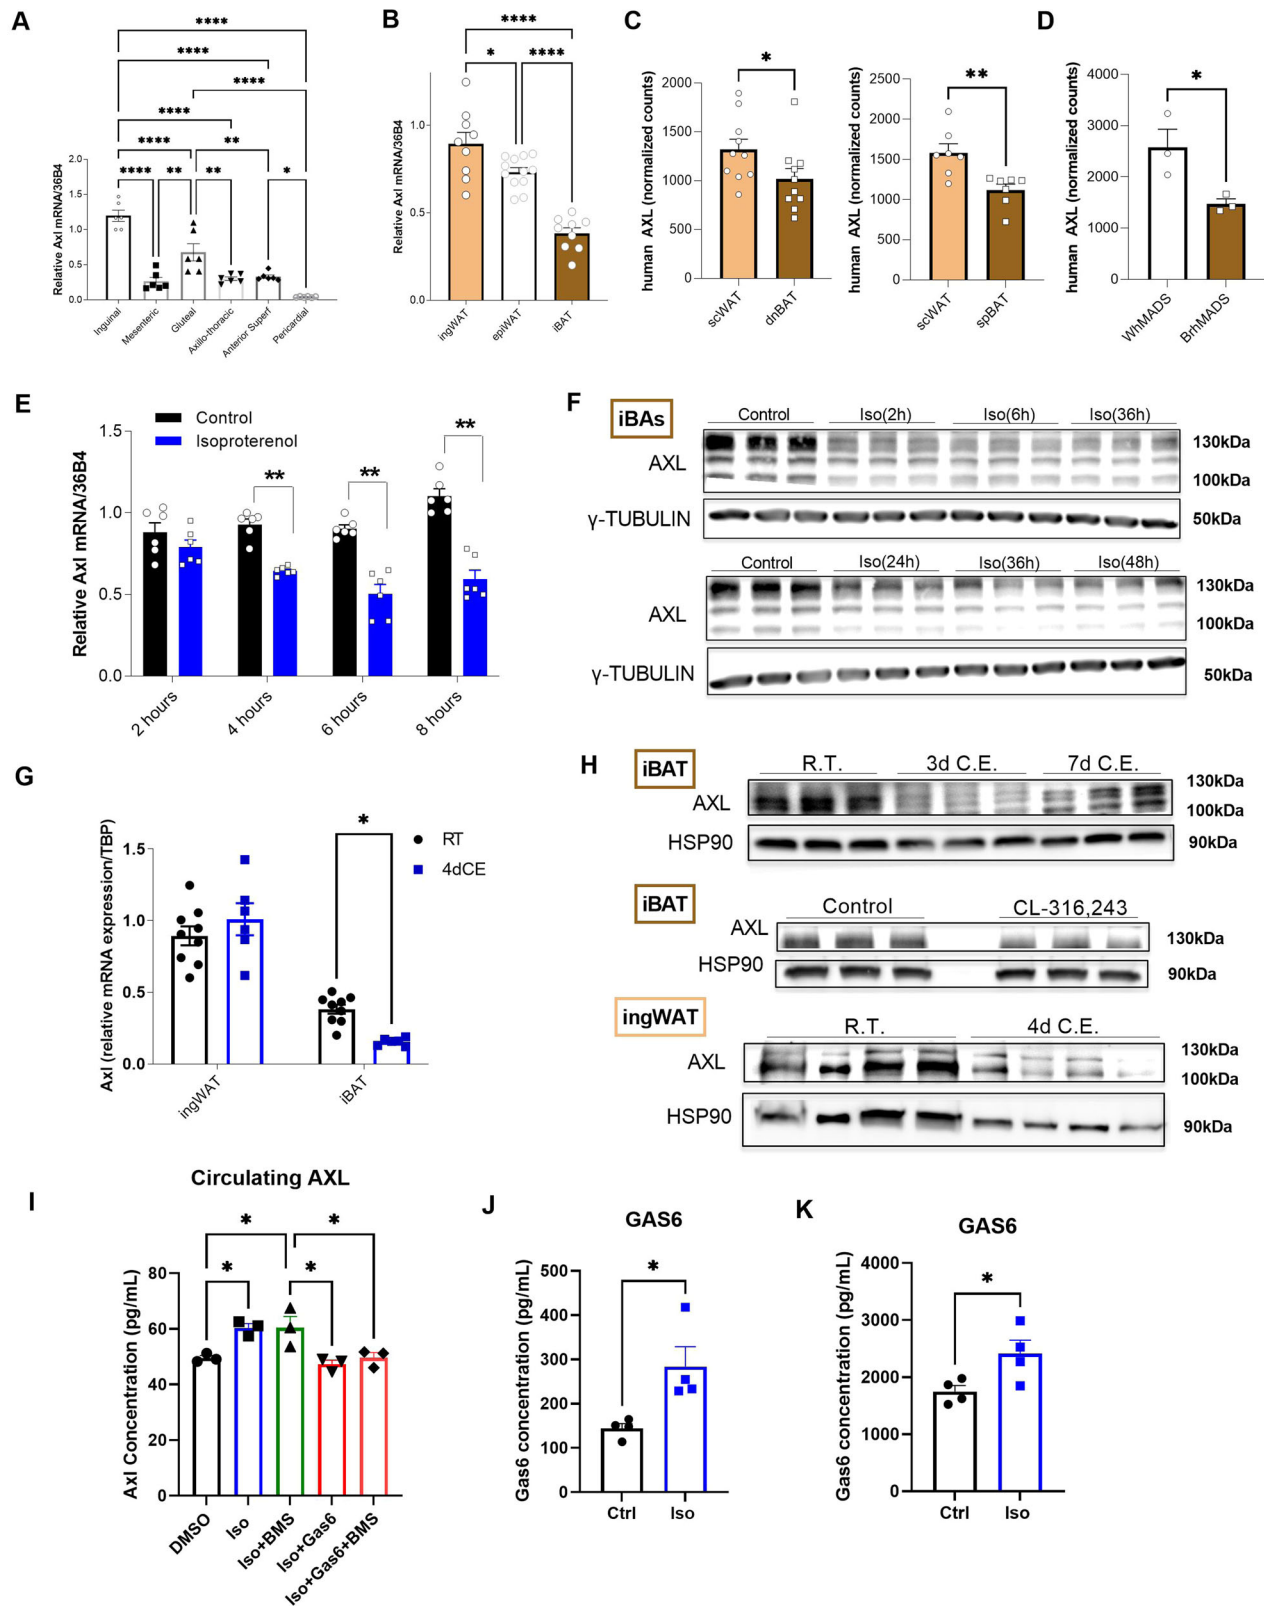 A
****
****
****
****
****
**
****
**
**
*
Relative Axl mRNA/36B4
2.0
1.5
1.0
0.5
0.0
Inguinal
Mesenteric
Gluteal
Axillo-thoracic
Anterior Superf
Pericardial
B
****
*
****
Relative Axl mRNA/36B4
1.0
0.5
0.0
ingWAT
epiWAT
iBAT
C
*
human AXL (normalized counts)
2000
1500
1000
500
0
scWAT
dnBAT
**
human AXL (normalized counts)
2500
2000
1500
1000
500
0
scWAT
spBAT
D
*
human AXL (normalized counts)
4000
3000
2000
1000
0
WhMADS
BrhMADS
E
Control
Isoproterenol
**
**
**
Relative Axl mRNA/36B4
1.5
1.0
0.5
0.0
2 hours
4 hours
6 hours
8 hours
F
iBAs
Control Iso(2h) Iso(6h) Iso(36h)
AXL
130kDa
100kDa
γ-TUBULIN
50kDa
Control Iso(24h) Iso(36h) Iso(48h)
AXL
130kDa
100kDa
γ-TUBULIN
50kDa
G
*
RT
4dCE
Axl (relative mRNA expression/TBP)
1.5
1.0
0.5
0.0
ingWAT
iBAT
H
iBAT
R.T. 3d C.E. 7d C.E.
AXL
130kDa
100kDa
HSP90
90kDa
iBAT
Control CL-316,243
AXL
130kDa
HSP90
90kDa
ingWAT
R.T. 4d C.E.
AXL
130kDa
100kDa
HSP90
90kDa
I
Circulating AXL
*
*
*
*
Axl Concentration (pg/mL)
80
60
40
20
0
DMSO
Iso
Iso+BMS
Iso+Gas6
Iso+Gas6+BMS
J
GAS6
*
Gas6 concentration (pg/mL)
500
400
300
200
100
0
Ctrl
Iso
K
GAS6
*
Gas6 concentration (pg/mL)
4000
3000
2000
1000
0
Ctrl
Iso